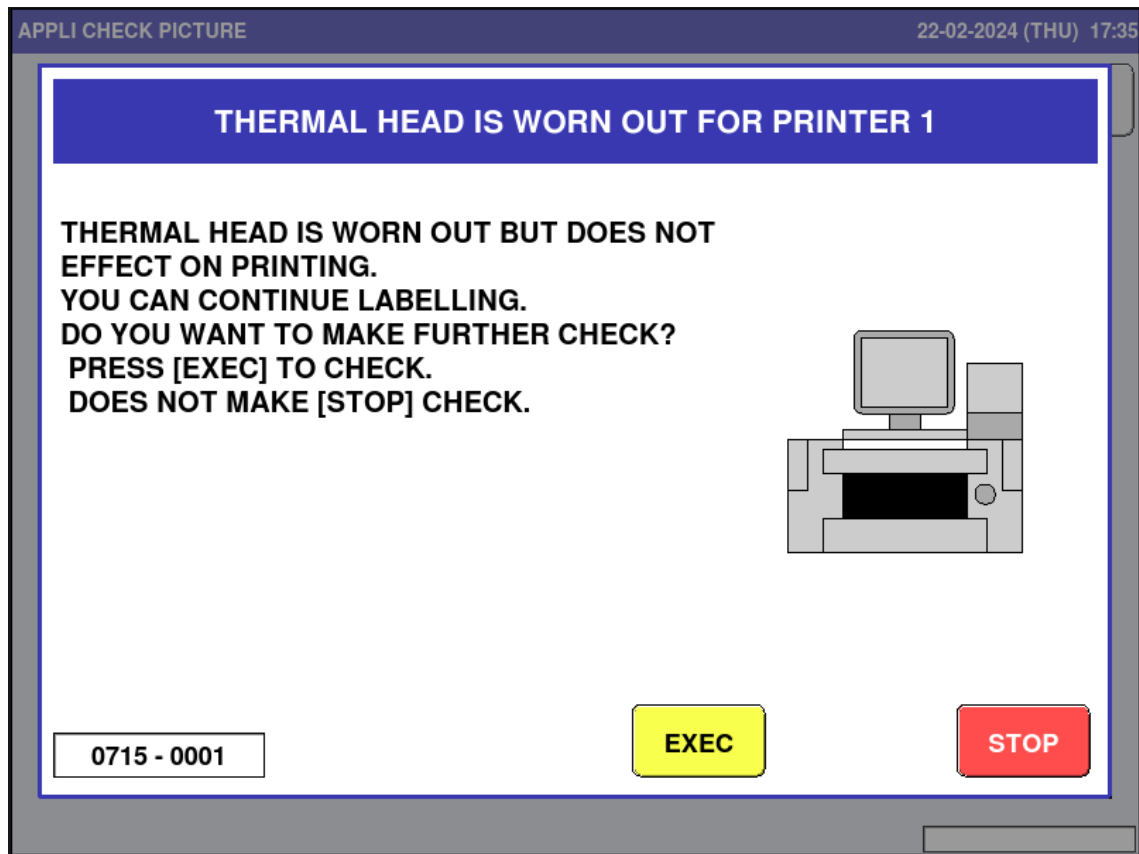 APPLI CHECK PICTURE 22-02-2024 (THU) 17:35
THERMAL HEAD IS WORN OUT FOR PRINTER 1
THERMAL HEAD IS WORN OUT BUT DOES NOT
EFFECT ON PRINTING.
YOU CAN CONTINUE LABELLING.
DO YOU WANT TO MAKE FURTHER CHECK?
PRESS [EXEC] TO CHECK.
DOES NOT MAKE [STOP] CHECK.
0715 - 0001
EXEC
STOP